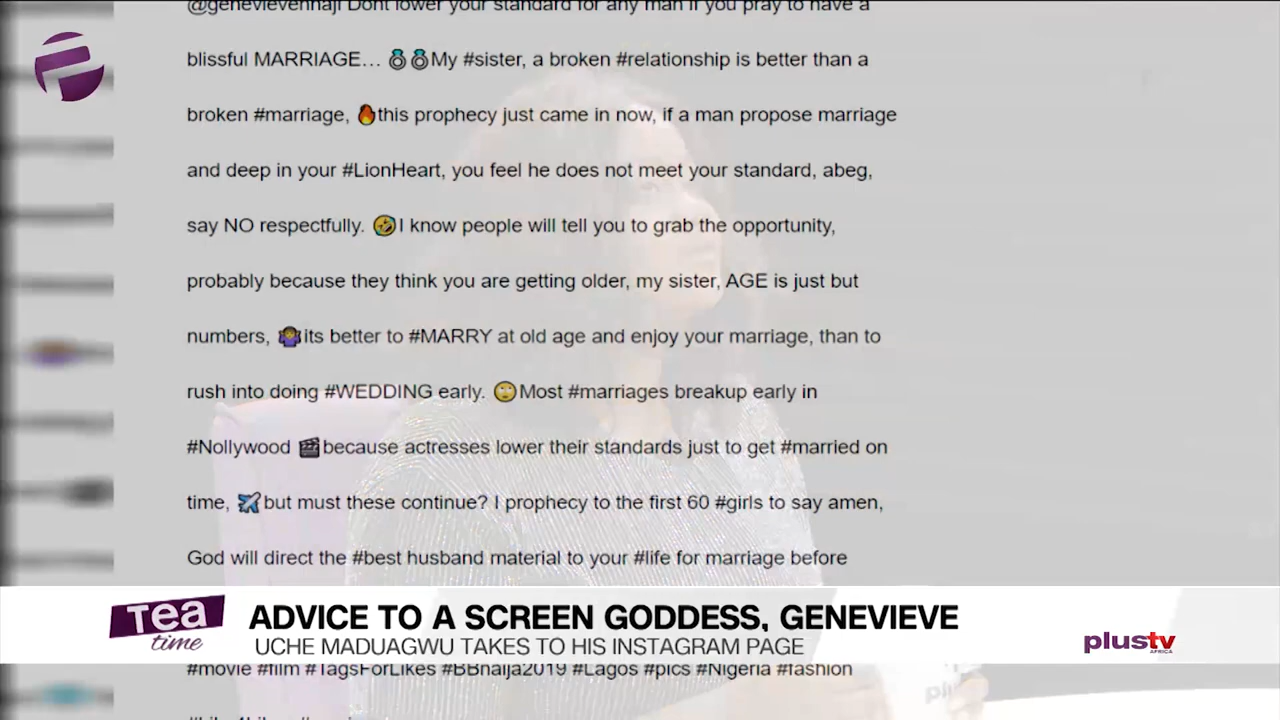 @genevievennaji Dont lower your standard for any man if you pray to have a
blissful MARRIAGE... 💍💍My #sister, a broken #relationship is better than a
broken #marriage, 🔥this prophecy just came in now, if a man propose marriage
and deep in your #LionHeart, you feel he does not meet your standard, abeg,
say NO respectfully. 🤣I know people will tell you to grab the opportunity,
probably because they think you are getting older, my sister, AGE is just but
numbers, 🤷🏾‍♀️its better to #MARRY at old age and enjoy your marriage, than to
rush into doing #WEDDING early. 🙄Most #marriages breakup early in
#Nollywood 🎬because actresses lower their standards just to get #married on
time, ✈️but must these continue? I prophecy to the first 60 #girls to say amen,
God will direct the #best husband material to your #life for marriage before
Tea
time
ADVICE TO A SCREEN GODDESS, GENEVIEVE
UCHE MADUAGWU TAKES TO HIS INSTAGRAM PAGE
plustv
AFRICA
#movie #film #TagsForLikes #BBnaija2019 #Lagos #pics #Nigeria #fashion